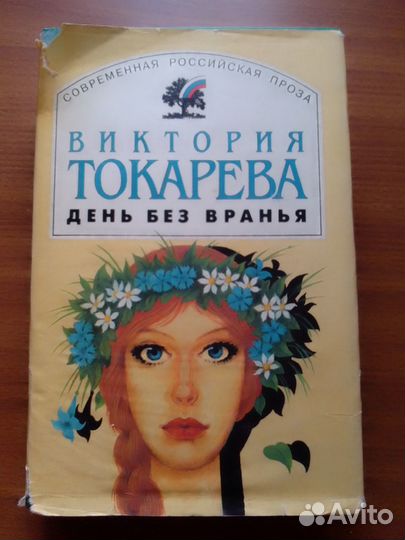 СОВРЕМЕННАЯ РОССИЙСКАЯ ПРОЗА
ВИКТОРИЯ
ТОКАРЕВА
ДЕНЬ БЕЗ ВРАНЬЯ
Avito